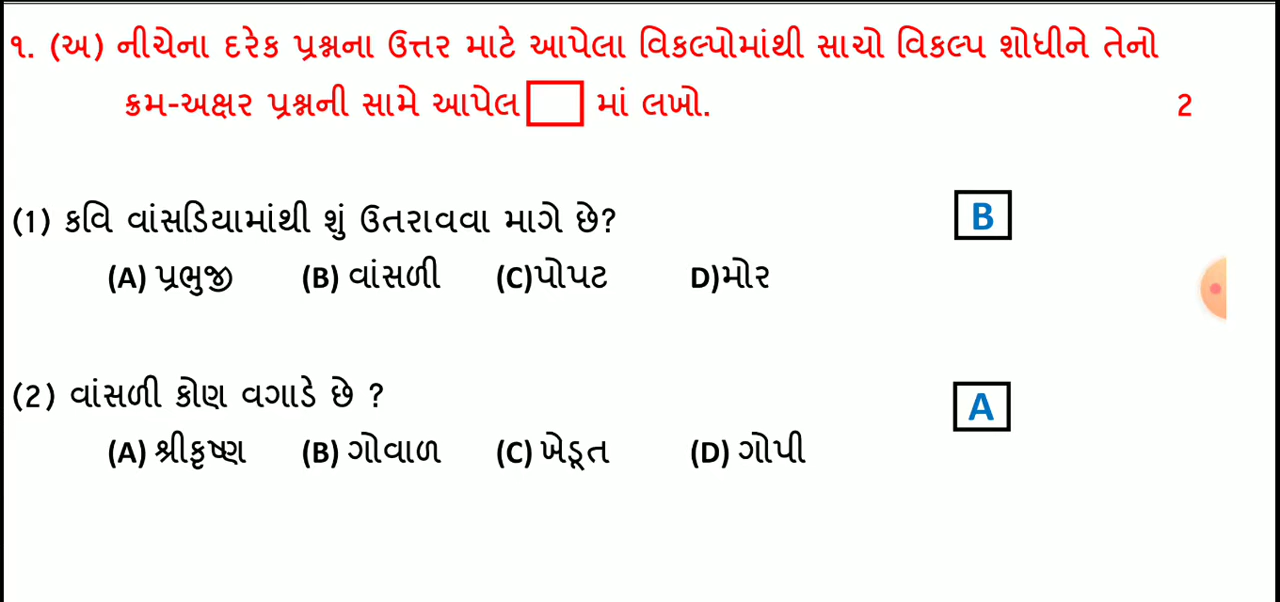 ૧. (અ) નીચેના દરેક પ્રશ્નના ઉત્તર માટે આપેલા વિકલ્પોમાંથી સાચો વિકલ્પ શોધીને તેનો
ક્રમ-અક્ષર પ્રશ્નની સામે આપેલ માં લખો. 2
(1) કવિ વાંસડિયામાંથી શું ઉતરાવવા માગે છે? B
(A) પ્રભુજી (B) વાંસળી (C)પોપટ D)મોર
(2) વાંસળી કોણ વગાડે છે ? A
(A) શ્રીકૃષ્ણ (B) ગોવાળ (C) ખેડૂત (D) ગોપી